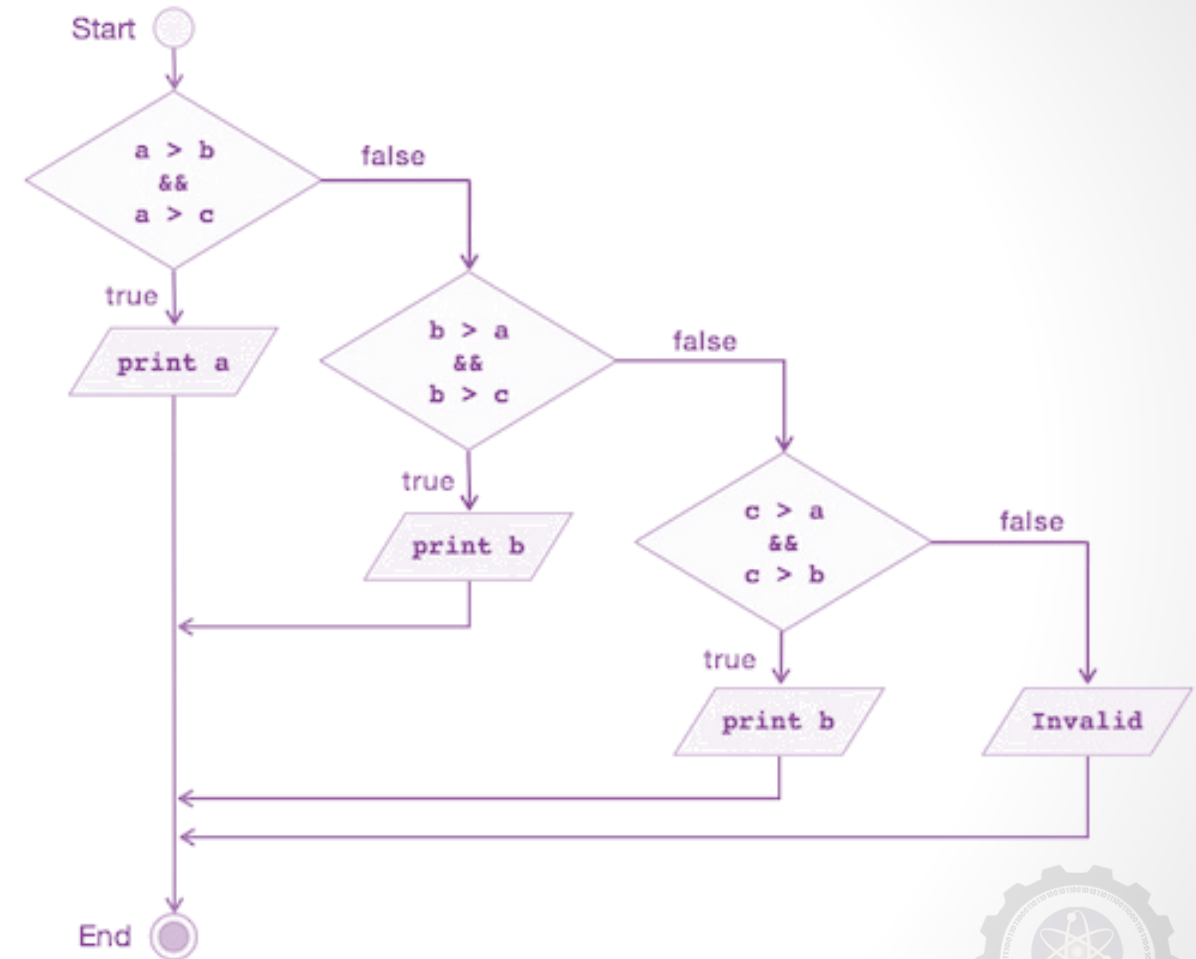 Start
a > b
&&
a > c
false
true
print a
b > a
&&
b > c
false
true
print b
c > a
&&
c > b
false
true
print b
Invalid
End